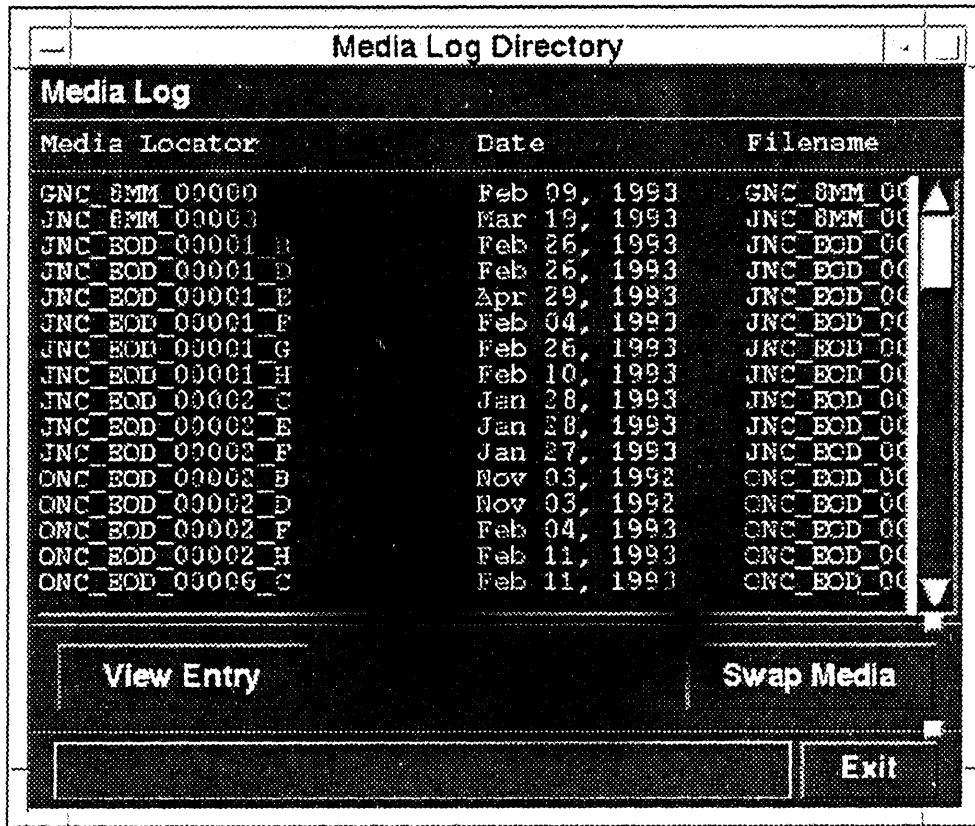 Media Log Directory
Media Log
Media Locator Date Filename
GNC_8MM_00000 Feb 09, 1993 GNC_8MM_00
JNC_8MM_00003 Mar 19, 1993 JNC_8MM_00
JNC_EOD_00001_B Feb 26, 1993 JNC_EOD_00
JNC_EOD_00001_D Feb 26, 1993 JNC_EOD_00
JNC_EOD_00001_E Apr 29, 1993 JNC_EOD_00
JNC_EOD_00001_F Feb 04, 1993 JNC_EOD_00
JNC_EOD_00001_G Feb 26, 1993 JNC_EOD_00
JNC_EOD_00001_H Feb 10, 1993 JNC_EOD_00
JNC_EOD_00002_C Jan 28, 1993 JNC_EOD_00
JNC_EOD_00002_E Jan 28, 1993 JNC_EOD_00
JNC_EOD_00002_F Jan 27, 1993 JNC_EOD_00
ONC_EOD_00002_B Nov 03, 1992 ONC_EOD_00
ONC_EOD_00002_D Nov 03, 1992 ONC_EOD_00
ONC_EOD_00002_F Feb 04, 1993 ONC_EOD_00
ONC_EOD_00002_H Feb 11, 1993 ONC_EOD_00
ONC_EOD_00006_C Feb 11, 1993 ONC_EOD_00
View Entry Swap Media
Exit